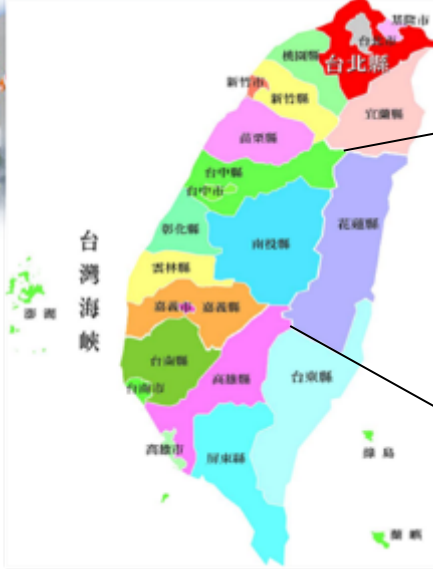 基隆市
台北市
桃園縣
台北縣
新竹市
新竹縣
宜蘭縣
苗栗縣
台中縣
台中市
彰化縣
南投縣
花蓮縣
雲林縣
台灣海峽
澎湖
嘉義市
嘉義縣
台南縣
台南市
高雄縣
台東縣
高雄市
屏東縣
綠島
蘭嶼